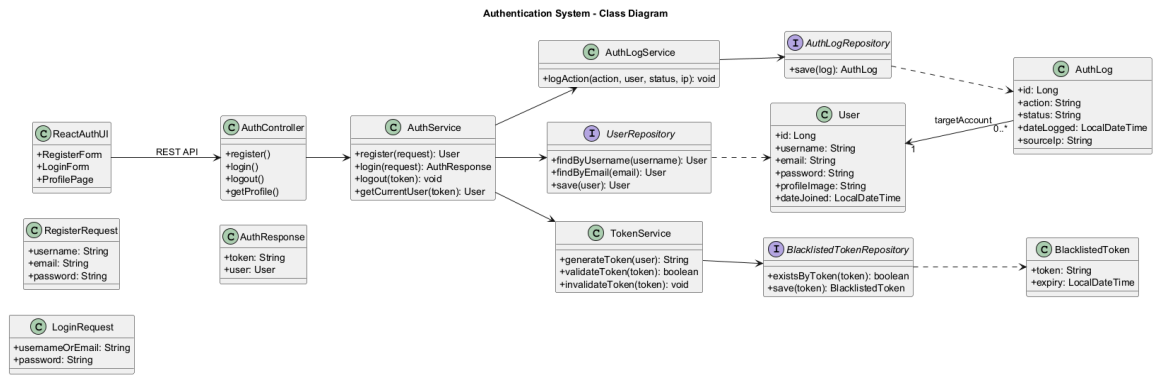 Authentication System - Class Diagram
C ReactAuthUI
+RegisterForm
+LoginForm
+ProfilePage
REST API
C AuthController
+register()
+login()
+logout()
+getProfile()
C AuthService
+register(request): User
+login(request): AuthResponse
+logout(token): void
+getCurrentUser(token): User
C AuthLogService
+logAction(action, user, status, ip): void
I AuthLogRepository
+save(log): AuthLog
C AuthLog
+id: Long
+action: String
+status: String
+dateLogged: LocalDateTime
+sourceIp: String
targetAccount
0..*
1
I UserRepository
+findByUsername(username): User
+findByEmail(email): User
+save(user): User
C User
+id: Long
+username: String
+email: String
+password: String
+profileImage: String
+dateJoined: LocalDateTime
C RegisterRequest
+username: String
+email: String
+password: String
C AuthResponse
+token: String
+user: User
C TokenService
+generateToken(user): String
+validateToken(token): boolean
+invalidateToken(token): void
I BlacklistedTokenRepository
+existsByToken(token): boolean
+save(token): BlacklistedToken
C BlacklistedToken
+token: String
+expiry: LocalDateTime
C LoginRequest
+usernameOrEmail: String
+password: String